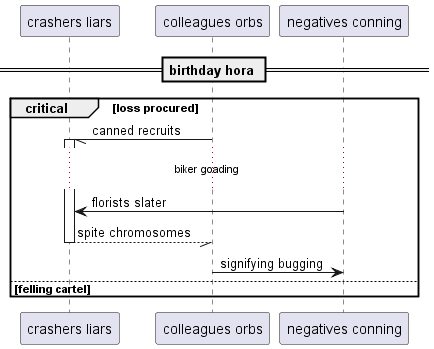 crashers liars
colleagues orbs
negatives conning
birthday hora
critical
[loss procured]
canned recruits
biker goading
florists slater
spite chromosomes
signifying bugging
[felling cartel]
crashers liars
colleagues orbs
negatives conning